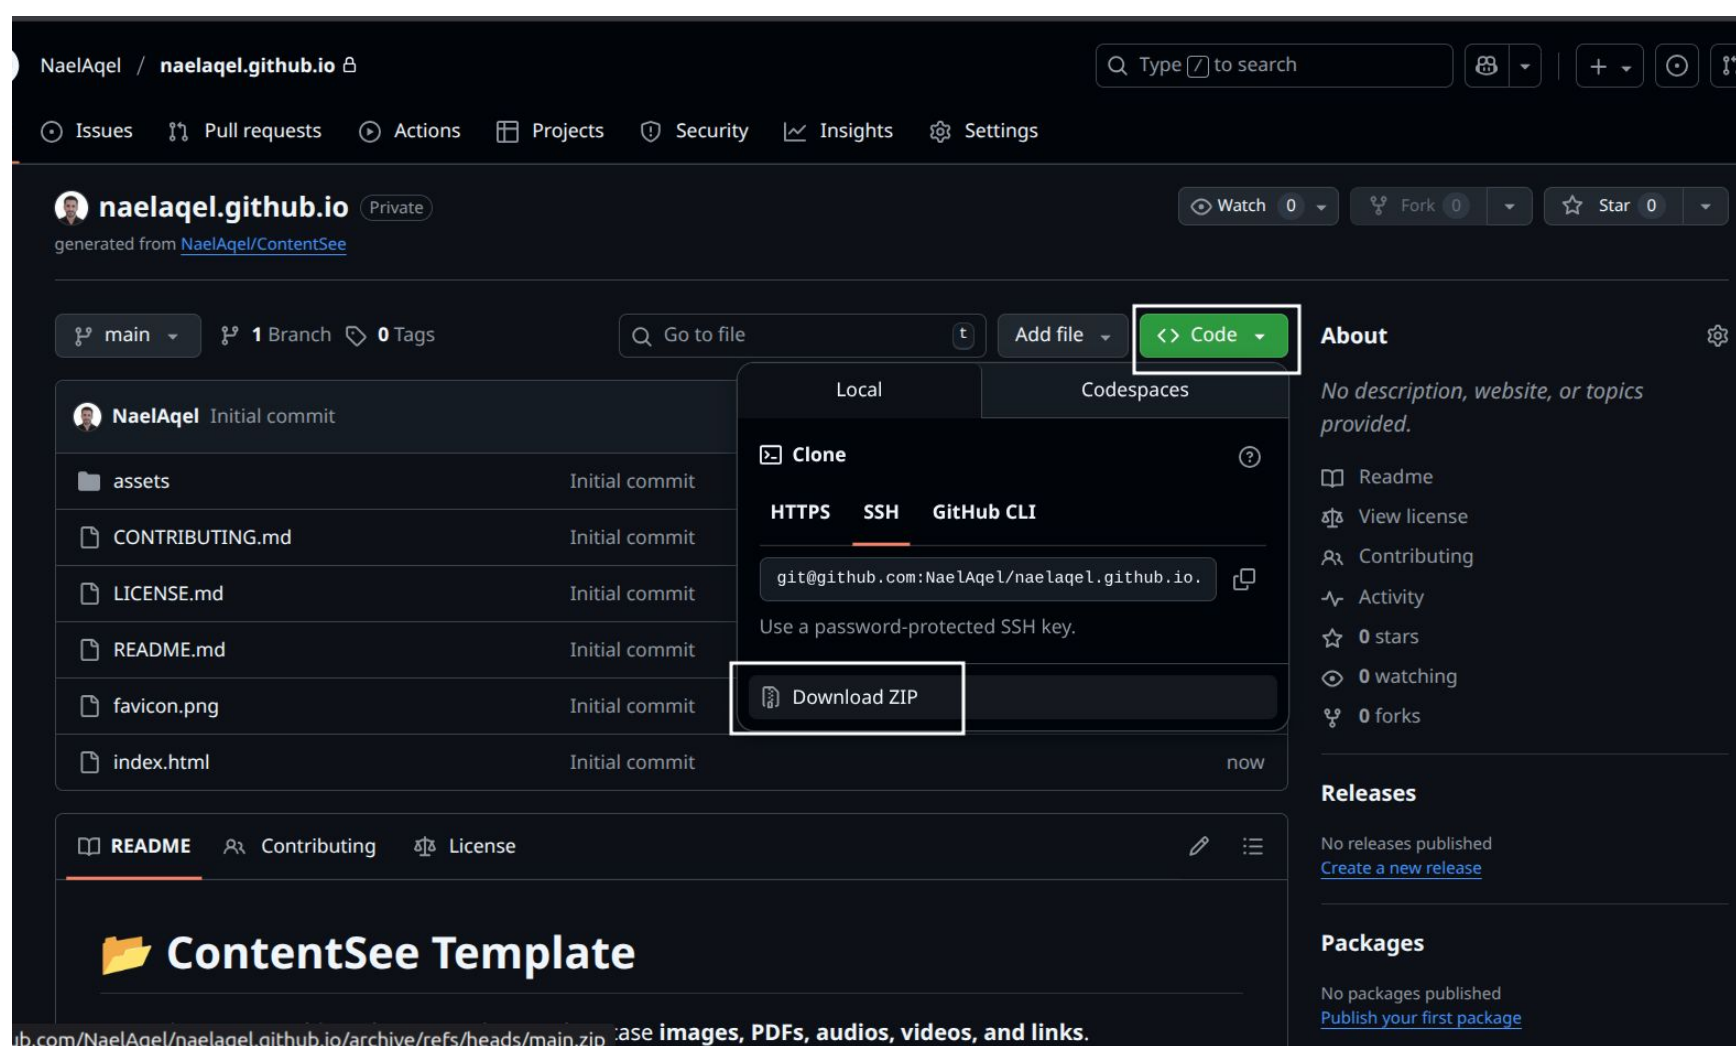 NaelAqel / naelaqel.github.io
Type / to search
Issues Pull requests Actions Projects Security Insights Settings
naelaqel.github.io Private
Watch 0 Fork 0 Star 0
generated from NaelAqel/ContentSee
main 1 Branch 0 Tags
Go to file t
Add file Code
Local Codespaces
Clone
HTTPS SSH GitHub CLI
git@github.com:NaelAqel/naelaqel.github.io.
Use a password-protected SSH key.
Download ZIP
NaelAqel Initial commit
assets Initial commit
CONTRIBUTING.md Initial commit
LICENSE.md Initial commit
README.md Initial commit
favicon.png Initial commit
index.html Initial commit now
README Contributing License
ContentSee Template
case images, PDFs, audios, videos, and links.
ub.com/NaelAqel/naelaqel.github.io/archive/refs/heads/main.zip
About
No description, website, or topics
provided.
Readme
View license
Contributing
Activity
0 stars
0 watching
0 forks
Releases
No releases published
Create a new release
Packages
No packages published
Publish your first package